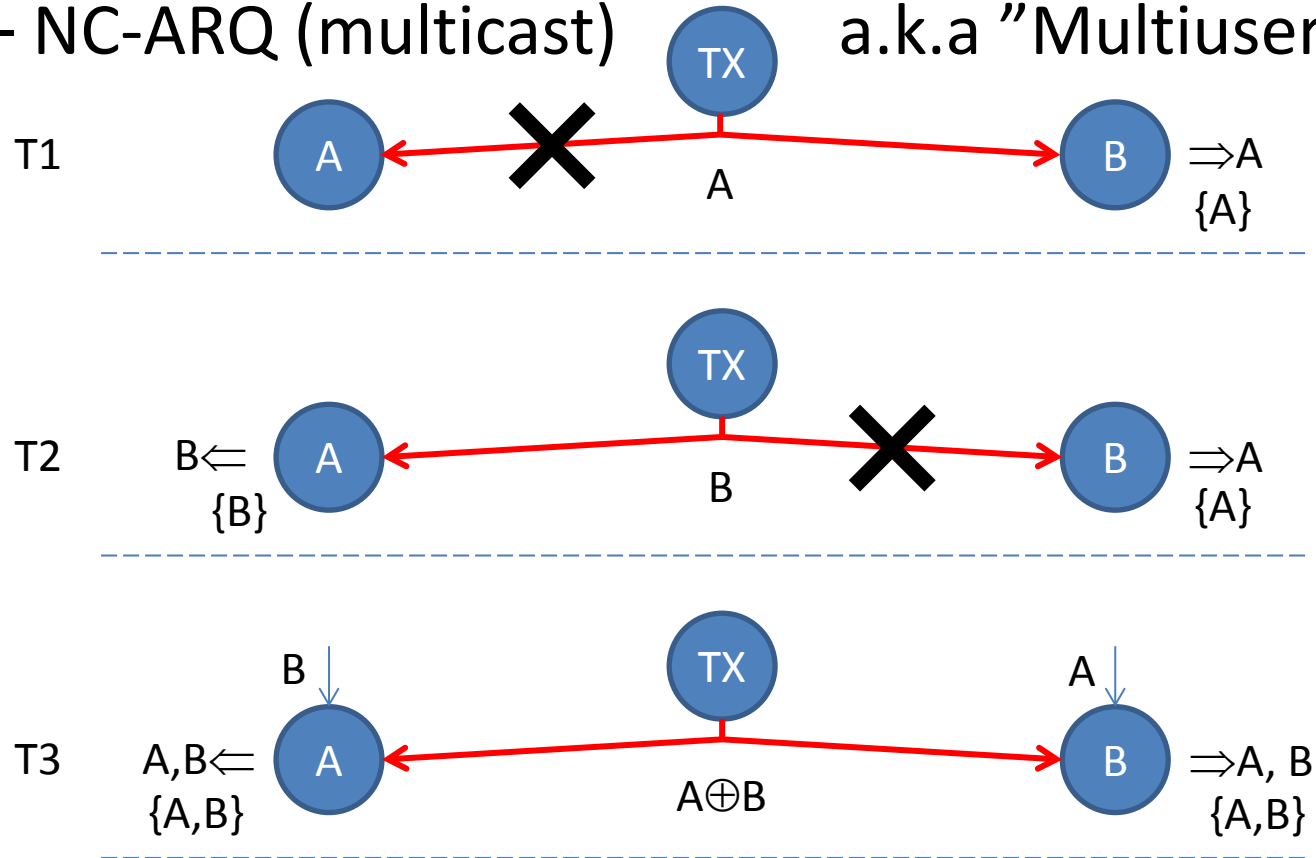 - NC-ARQ (multicast) a.k.a ”Multiuser
TX
T1 A A B ⇒A
{A}
TX
T2 B⇐ A B B ⇒A
{B} {A}
TX
B A
T3 A,B⇐ A A⊕B B ⇒A, B
{A,B} {A,B}